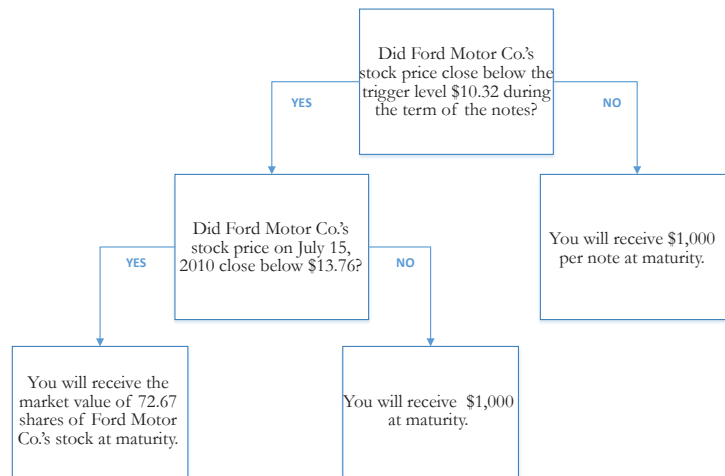 Did Ford Motor Co.'s
stock price close below the
trigger level $10.32 during
the term of the notes?
YES
NO
Did Ford Motor Co.'s
stock price on July 15,
2010 close below $13.76?
You will receive $1,000
per note at maturity.
YES
NO
You will receive the
market value of 72.67
shares of Ford Motor
Co.'s stock at maturity.
You will receive $1,000
at maturity.